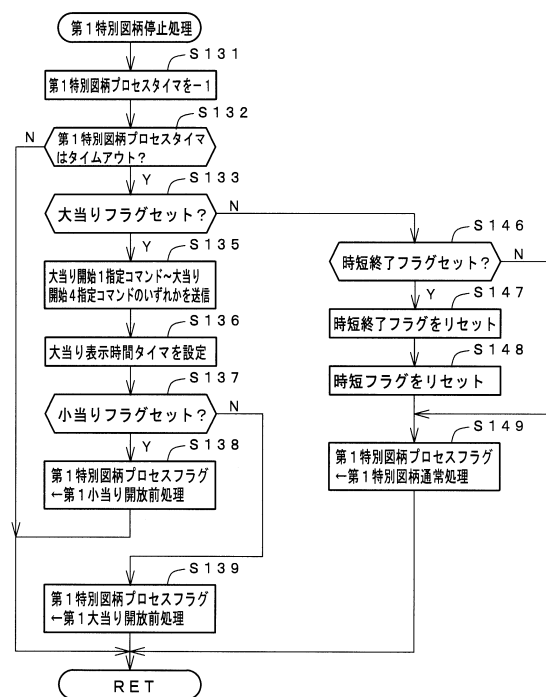 第1特別図柄停止処理
S131
第1特別図柄プロセスタイマを－1
S132
N
第1特別図柄プロセスタイマ
はタイムアウト？
Y
S133
大当りフラグセット？
N
Y
S135
大当り開始1指定コマンド～大当り
開始4指定コマンドのいずれかを送信
S136
大当り表示時間タイマを設定
S137
小当りフラグセット？
N
Y
S138
第1特別図柄プロセスフラグ
←第1小当り開放前処理
S139
第1特別図柄プロセスフラグ
←第1大当り開放前処理
S146
時短終了フラグセット？
N
Y
S147
時短終了フラグをリセット
S148
時短フラグをリセット
S149
第1特別図柄プロセスフラグ
←第1特別図柄通常処理
RET